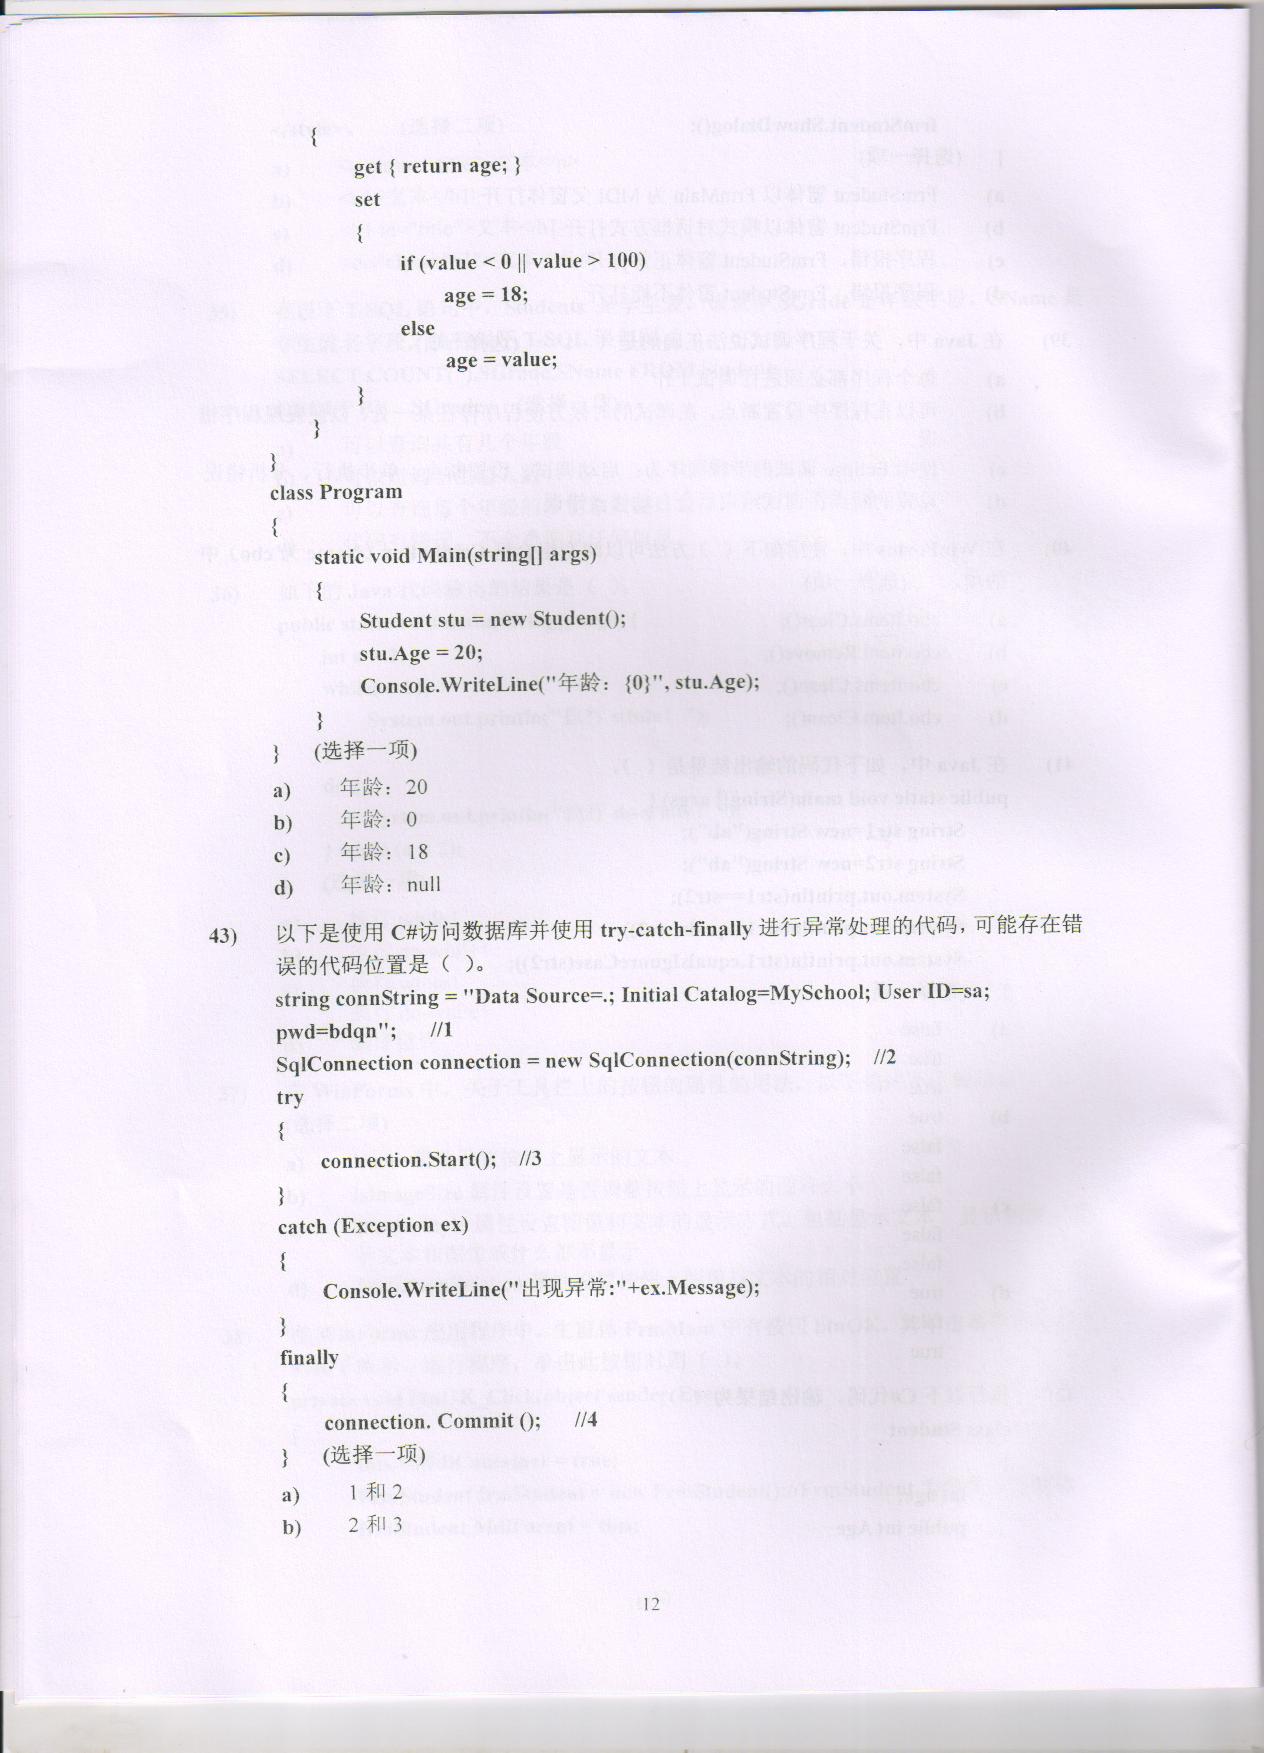 {
get { return age; }
set
{
if (value < 0 || value > 100)
age = 18;
else
age = value;
}
}
}
class Program
{
static void Main(string[] args)
{
Student stu = new Student();
stu.Age = 20;
Console.WriteLine("年龄：{0}", stu.Age);
}
} (选择一项)
a) 年龄：20
b) 年龄：0
c) 年龄：18
d) 年龄：null
43) 以下是使用 C#访问数据库并使用 try-catch-finally 进行异常处理的代码，可能存在错
误的代码位置是（ ）。
string connString = "Data Source=.; Initial Catalog=MySchool; User ID=sa;
pwd=bdqn"; //1
SqlConnection connection = new SqlConnection(connString); //2
try
{
connection.Start(); //3
}
catch (Exception ex)
{
Console.WriteLine("出现异常:"+ex.Message);
}
finally
{
connection. Commit (); //4
} (选择一项)
a) 1 和 2
b) 2 和 3
12